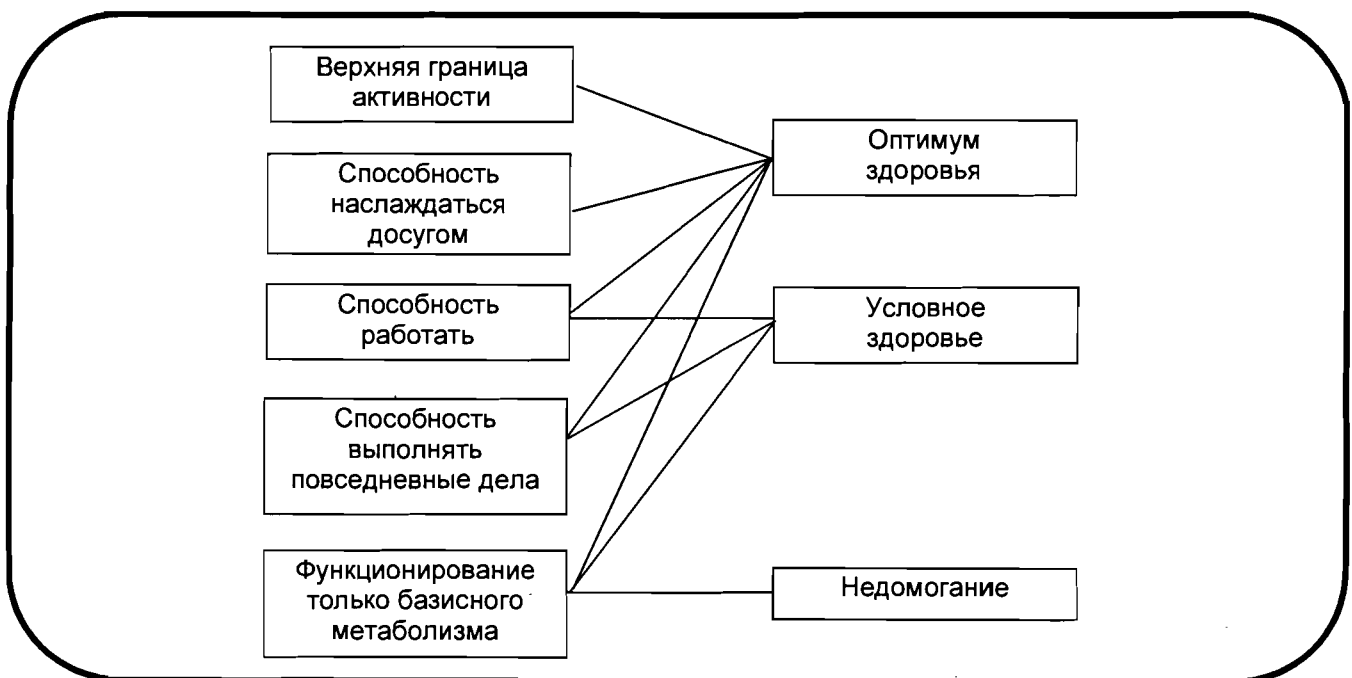 Верхняя граница
активности
Способность
наслаждаться
досугом
Способность
работать
Способность
выполнять
повседневные дела
Функционирование
только базисного
метаболизма
Оптимум
здоровья
Условное
здоровье
Недомогание